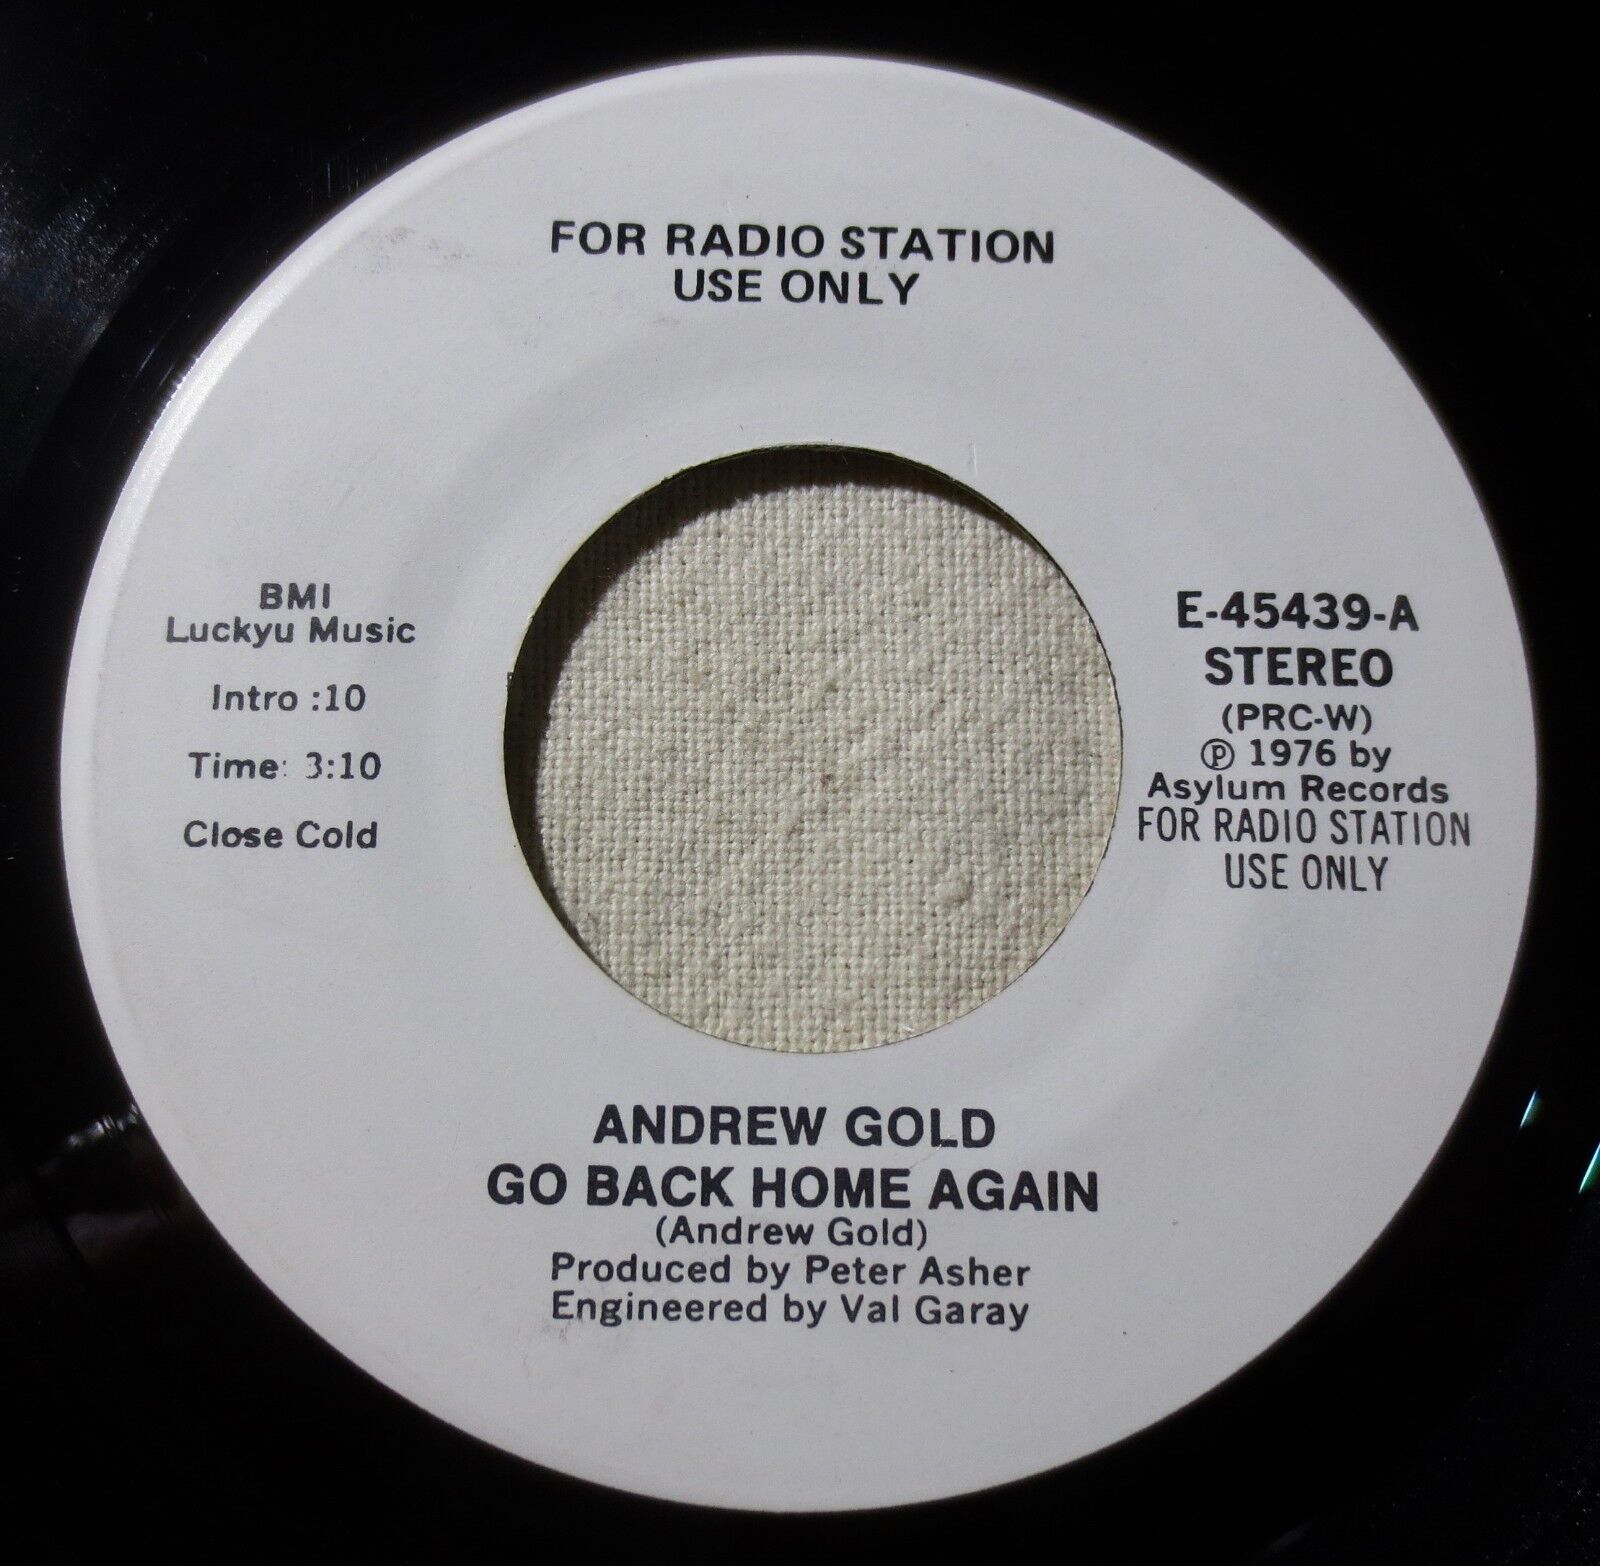 FOR RADIO STATION
USE ONLY
BMI
Luckyu Music
Intro :10
Time: 3:10
Close Cold
E-45439-A
STEREO
(PRC-W)
℗ 1976 by
Asylum Records
FOR RADIO STATION
USE ONLY
ANDREW GOLD
GO BACK HOME AGAIN
(Andrew Gold)
Produced by Peter Asher
Engineered by Val Garay